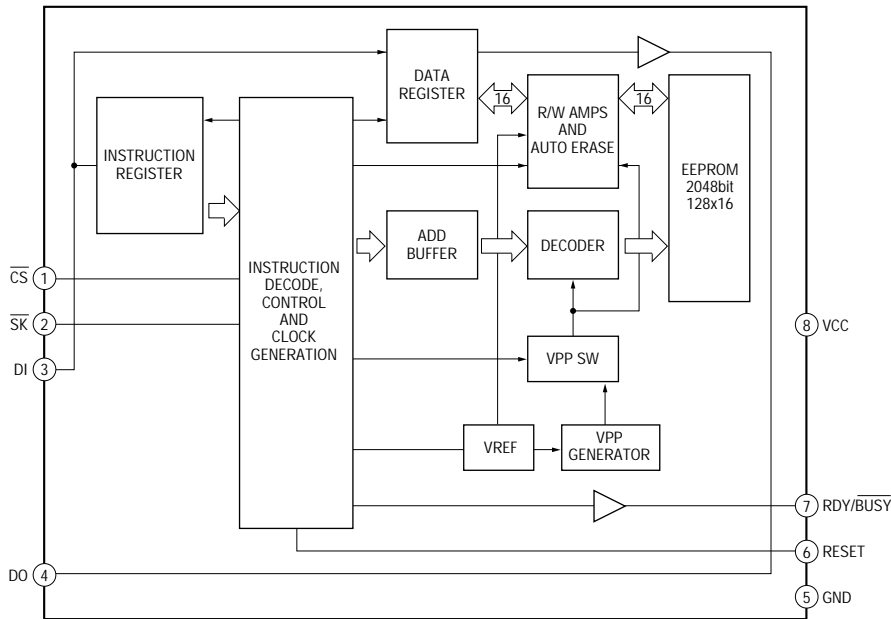 DATA
REGISTER
16
R/W AMPS
AND
AUTO ERASE
16
EEPROM
2048bit
128x16
INSTRUCTION
REGISTER
ADD
BUFFER
DECODER
INSTRUCTION
DECODE,
CONTROL
AND
CLOCK
GENERATION
CS 1
SK 2
DI 3
8 VCC
VPP SW
VREF
VPP
GENERATOR
7 RDY/BUSY
6 RESET
DO 4
5 GND